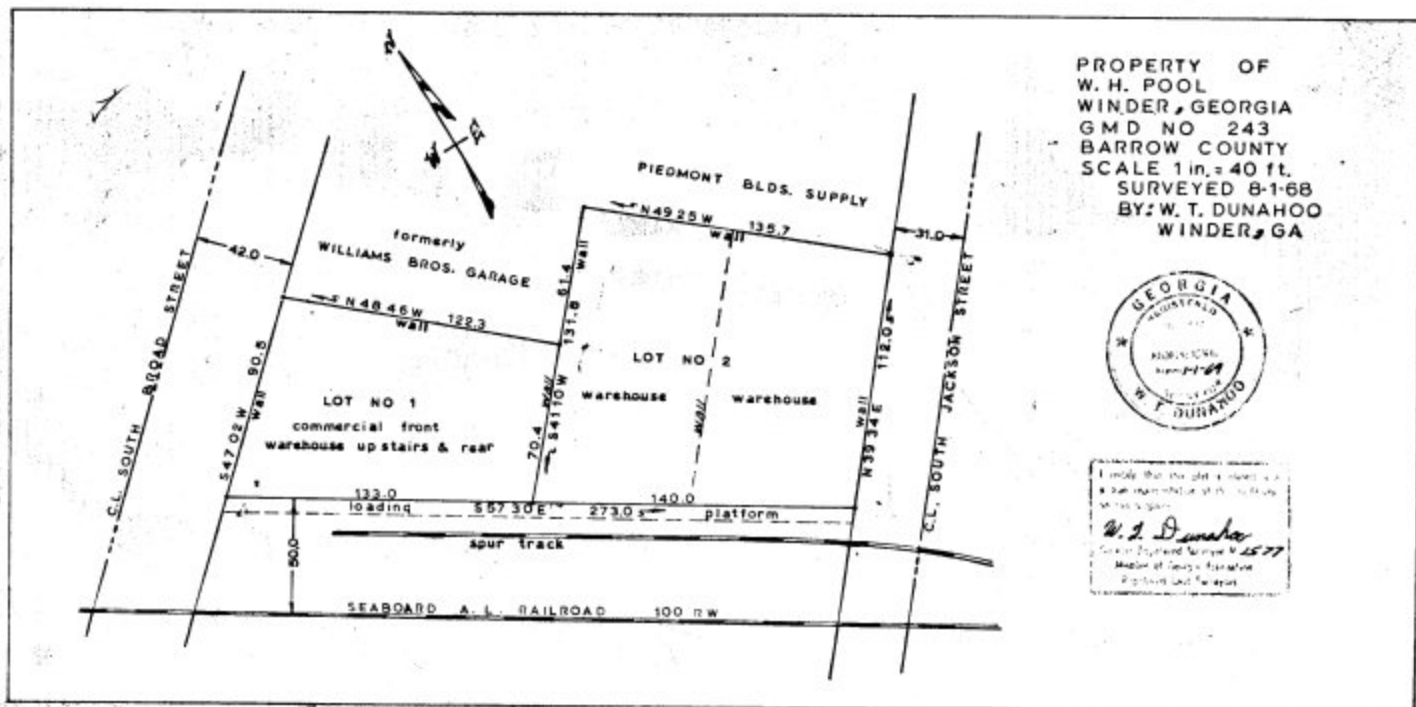 PROPERTY OF
W. H. POOL
WINDER, GEORGIA
GMD NO 243
BARROW COUNTY
SCALE 1 in. = 40 ft.
SURVEYED 8-1-68
BY: W. T. DUNAHOO
WINDER, GA
GEORGIA
W. T. DUNAHOO
W. T. Dunahoo
1577
PIEDMONT BLDS. SUPPLY
N 49 25 W 135.7
wall
31.0
C.L. SOUTH JACKSON STREET
42.0
C.L. SOUTH BROAD STREET
formerly
WILLIAMS BROS. GARAGE
N 48 46 W 122.3
wall
61.4
wall
131.8
wall
70.4
S 41 10 W
S 47 02 W
wall
90.5
LOT NO 1
commercial front
warehouse up stairs & rear
LOT NO 2
warehouse
wall
warehouse
N 39 34 E
wall
112.0 s
133.0
140.0
loading S 57 30 E 273.0 s platform
spur track
50.0
SEABOARD A. L. RAILROAD 100 RW